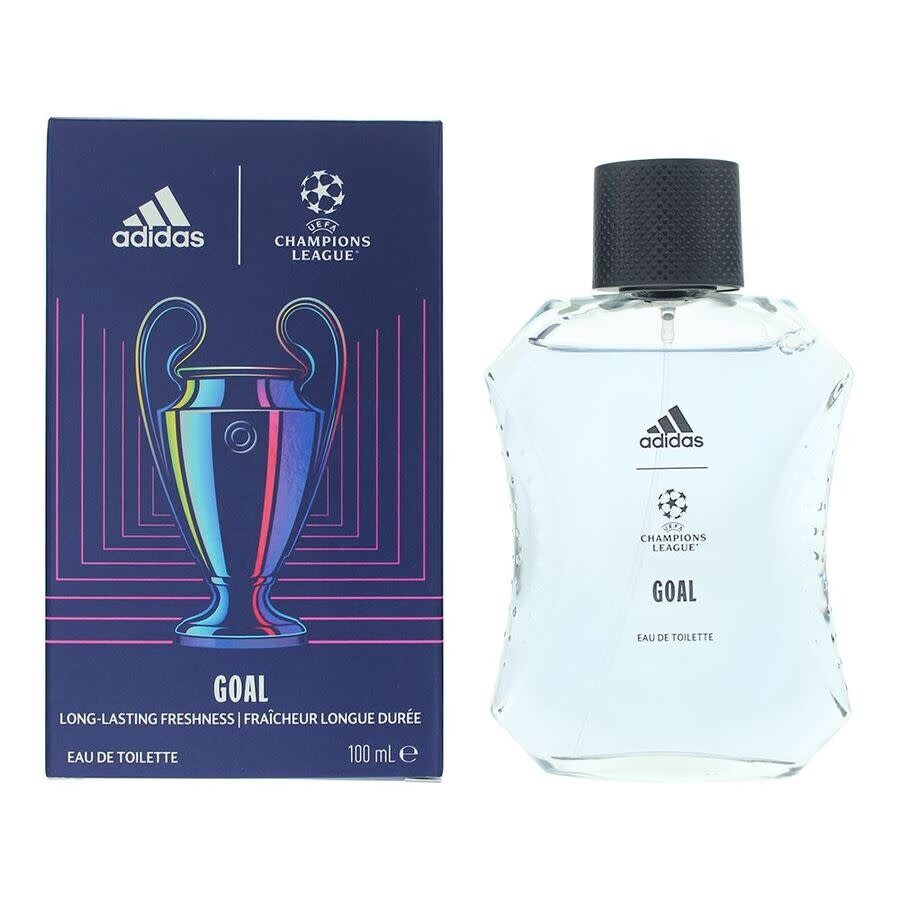 adidas
UEFA
CHAMPIONS
LEAGUE
GOAL
LONG-LASTING FRESHNESS | FRAÎCHEUR LONGUE DURÉE
EAU DE TOILETTE
100 mL ℮
adidas
UEFA
CHAMPIONS
LEAGUE
GOAL
EAU DE TOILETTE